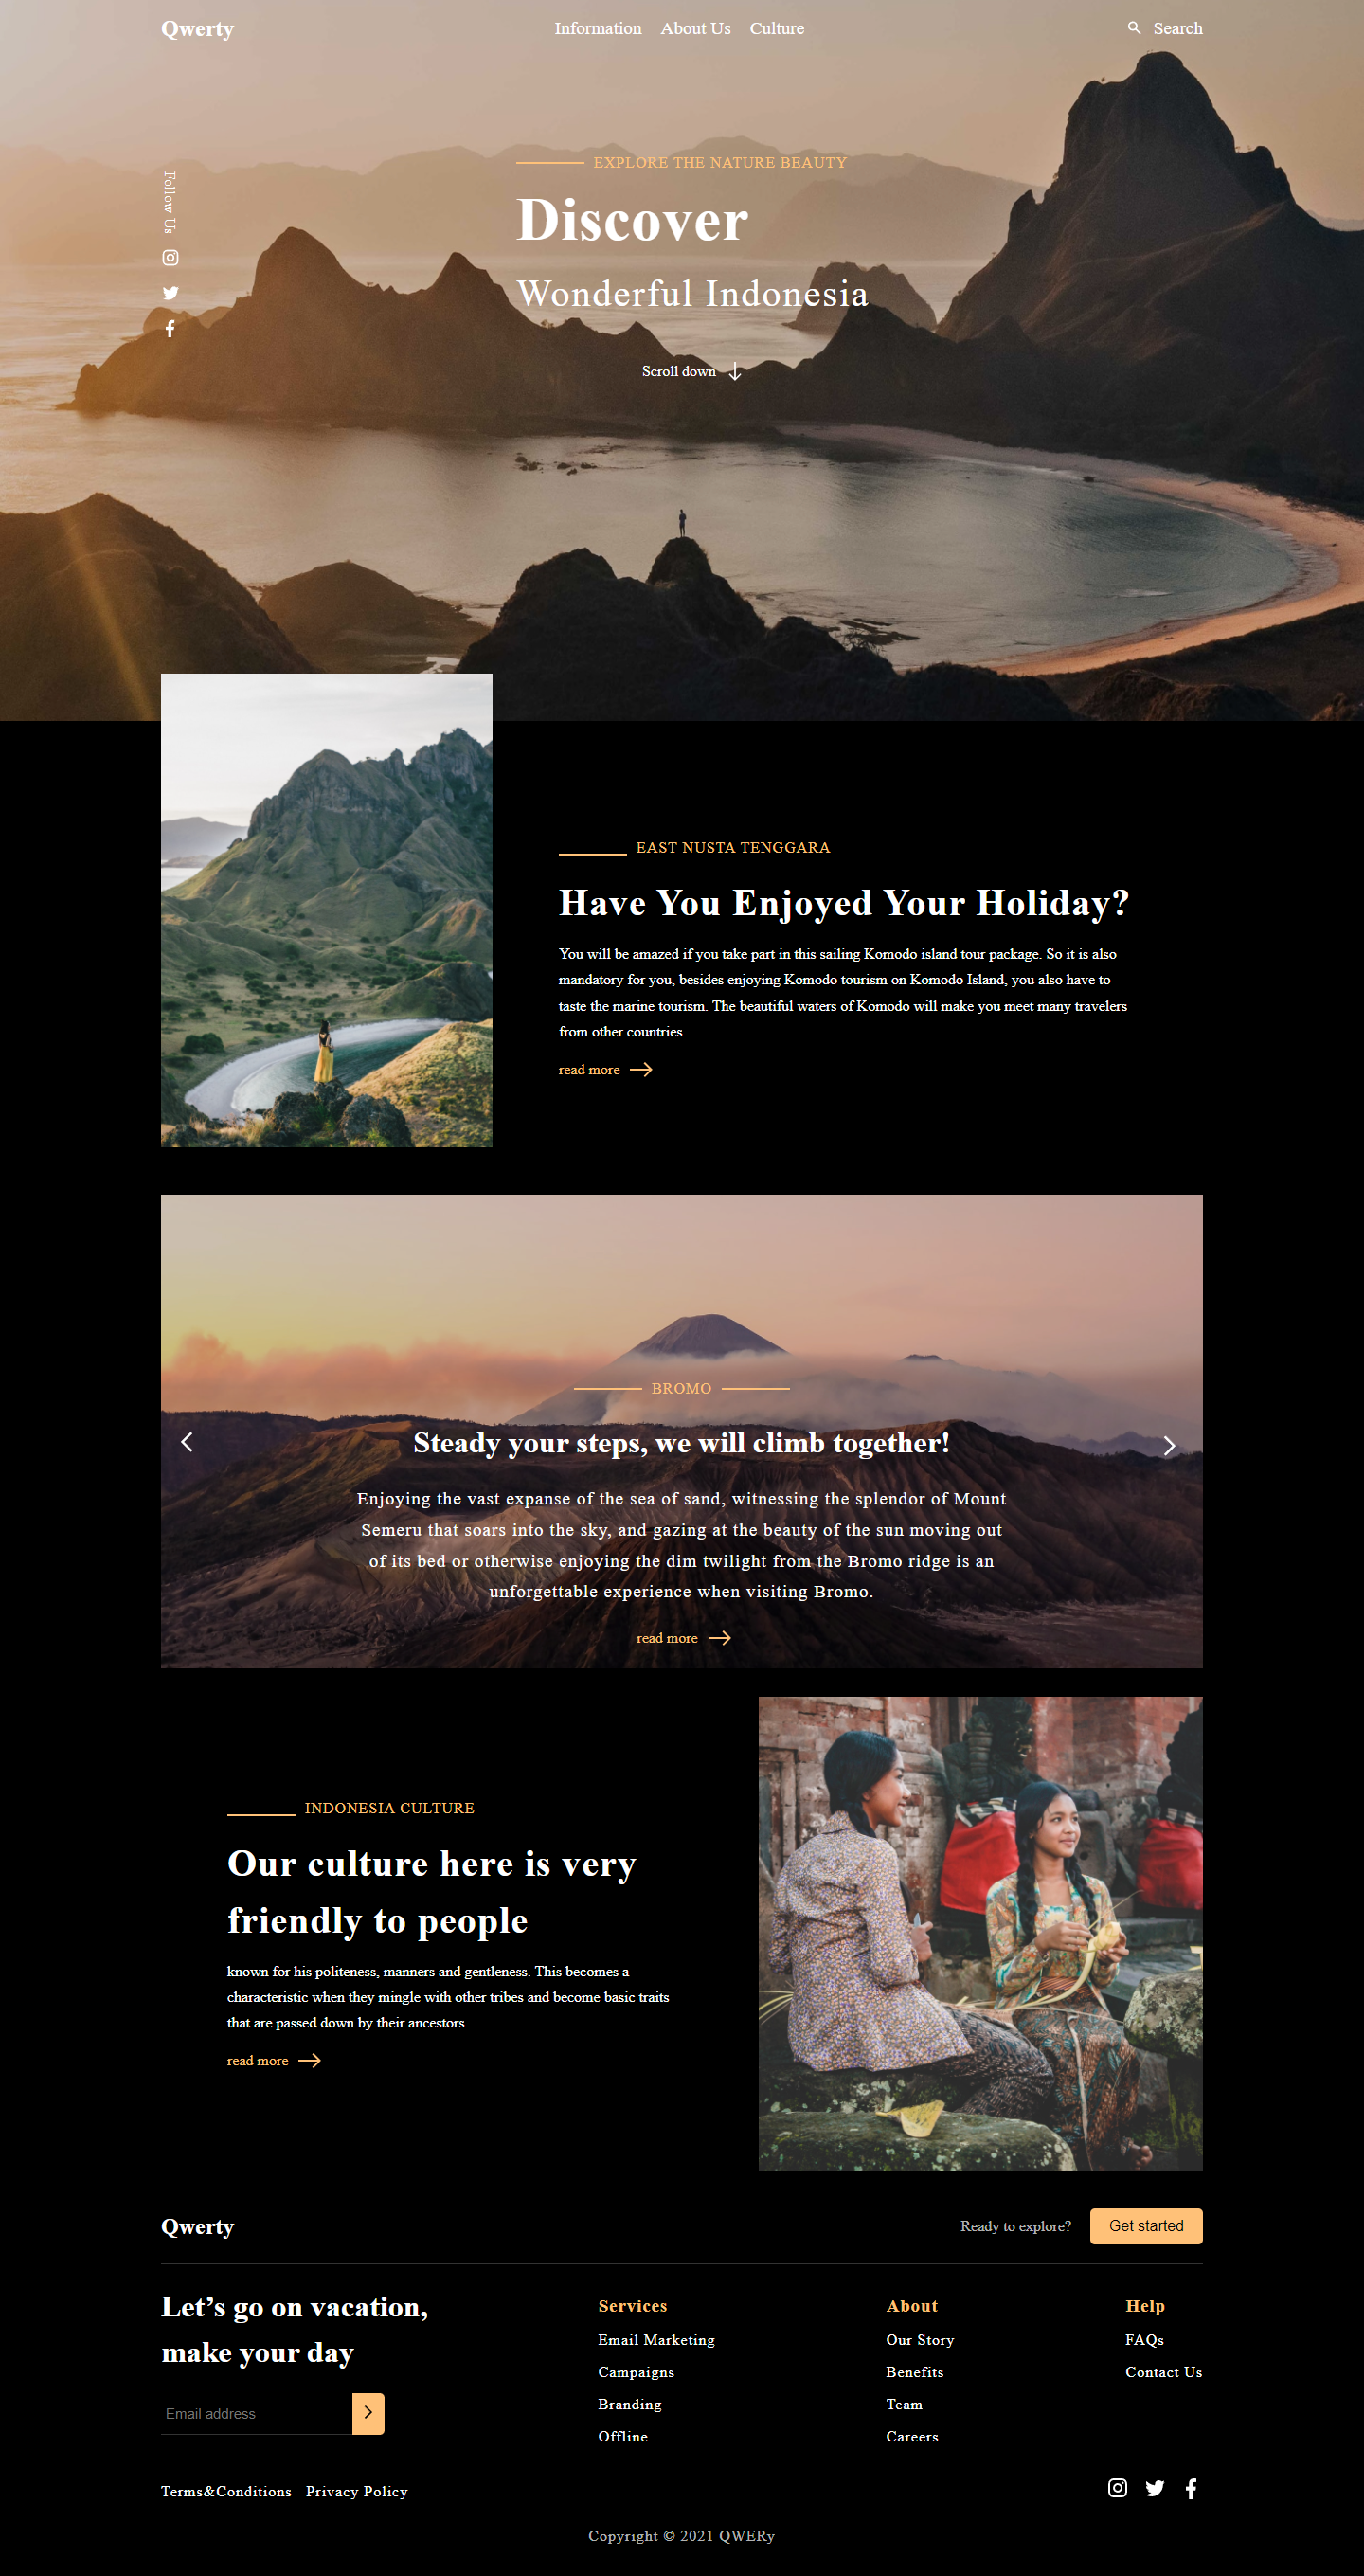 Qwerty
Information About Us Culture
Search
Follow Us
EXPLORE THE NATURE BEAUTY
Discover
Wonderful Indonesia
Scroll down
EAST NUSTA TENGGARA
Have You Enjoyed Your Holiday?
You will be amazed if you take part in this sailing Komodo island tour package. So it is also
mandatory for you, besides enjoying Komodo tourism on Komodo Island, you also have to
taste the marine tourism. The beautiful waters of Komodo will make you meet many travelers
from other countries.
read more
BROMO
Steady your steps, we will climb together!
Enjoying the vast expanse of the sea of sand, witnessing the splendor of Mount
Semeru that soars into the sky, and gazing at the beauty of the sun moving out
of its bed or otherwise enjoying the dim twilight from the Bromo ridge is an
unforgettable experience when visiting Bromo.
read more
INDONESIA CULTURE
Our culture here is very
friendly to people
known for his politeness, manners and gentleness. This becomes a
characteristic when they mingle with other tribes and become basic traits
that are passed down by their ancestors.
read more
Qwerty
Ready to explore?
Get started
Let’s go on vacation,
make your day
Email address
Services
Email Marketing
Campaigns
Branding
Offline
About
Our Story
Benefits
Team
Careers
Help
FAQs
Contact Us
Terms&Conditions Privacy Policy
Copyright © 2021 QWERy